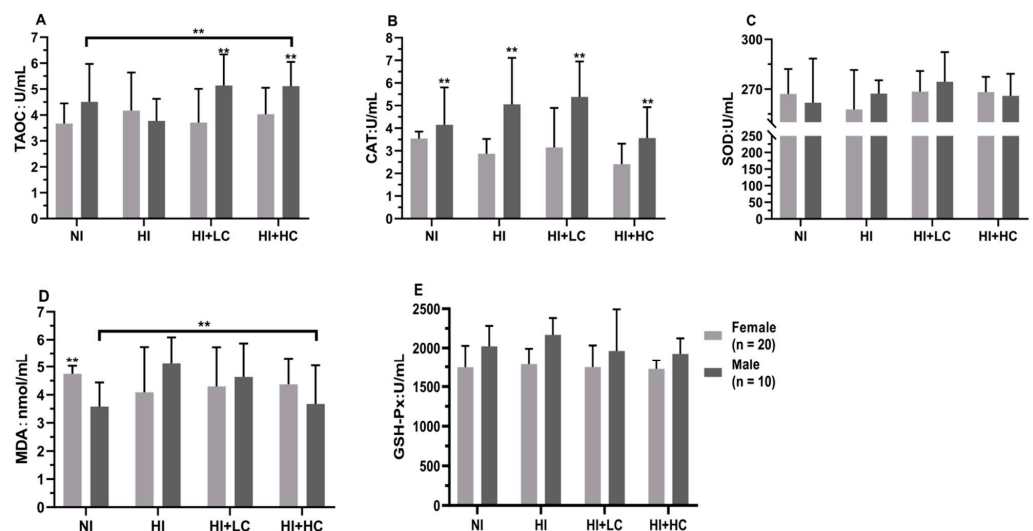 A
TAOC: U/mL
7
6
5
4
3
2
1
0
**
**
**
NI
HI
HI+LC
HI+HC
B
CAT:U/mL
8
7
6
5
4
3
2
1
0
**
**
**
**
NI
HI
HI+LC
HI+HC
C
SOD:U/mL
300
270
250
200
150
100
50
0
NI
HI
HI+LC
HI+HC
D
MDA: nmol/mL
7
6
5
4
3
2
1
0
**
**
NI
HI
HI+LC
HI+HC
E
GSH-Px:U/mL
2500
2000
1750
1500
1000
500
0
NI
HI
HI+LC
HI+HC
Female
(n = 20)
Male
(n = 10)